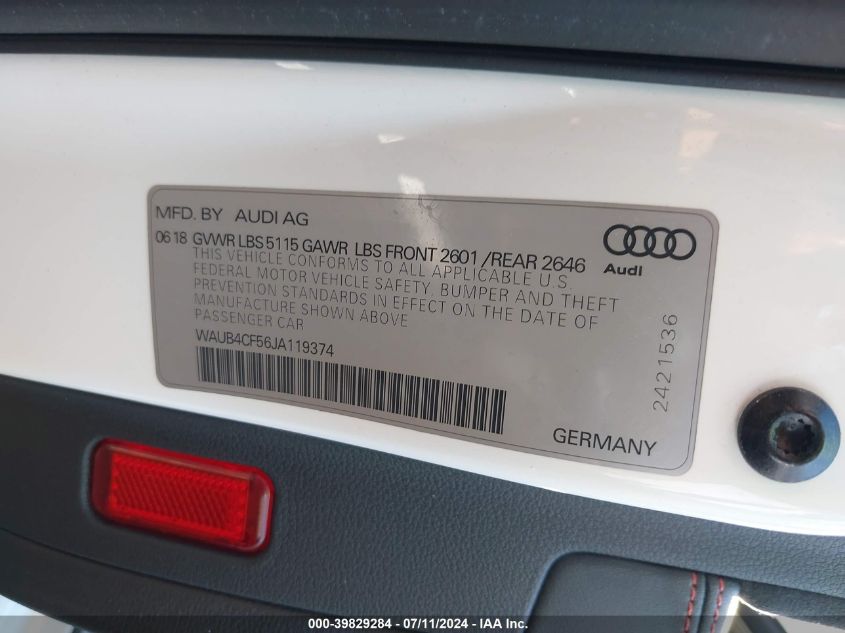 MFD. BY AUDI AG
06 18 GVWR LBS 5115 GAWR LBS FRONT 2601 /REAR 2646
THIS VEHICLE CONFORMS TO ALL APPLICABLE U.S.
FEDERAL MOTOR VEHICLE SAFETY, BUMPER AND THEFT
PREVENTION STANDARDS IN EFFECT ON THE DATE OF
MANUFACTURE SHOWN ABOVE
PASSENGER CAR
WAUB4CF56JA119374
Audi
2421536
GERMANY
000-39829284 | 07/11/2024 | IAAI.COM